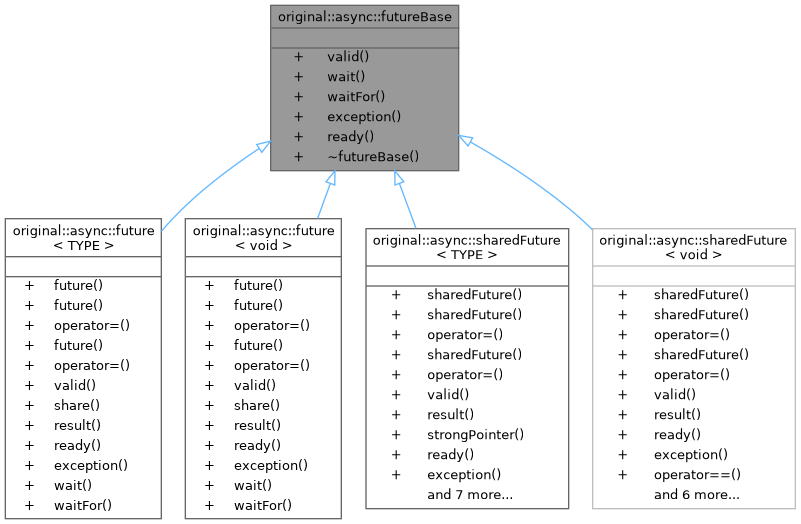 original::async::futureBase
+ valid()
+ wait()
+ waitFor()
+ exception()
+ ready()
+ ~futureBase()
original::async::future
< TYPE >
+ future()
+ future()
+ operator=()
+ future()
+ operator=()
+ valid()
+ share()
+ result()
+ ready()
+ exception()
+ wait()
+ waitFor()
original::async::future
< void >
+ future()
+ future()
+ operator=()
+ future()
+ operator=()
+ valid()
+ share()
+ result()
+ ready()
+ exception()
+ wait()
+ waitFor()
original::async::sharedFuture
< TYPE >
+ sharedFuture()
+ sharedFuture()
+ operator=()
+ sharedFuture()
+ operator=()
+ valid()
+ result()
+ strongPointer()
+ ready()
+ exception()
and 7 more...
original::async::sharedFuture
< void >
+ sharedFuture()
+ sharedFuture()
+ operator=()
+ sharedFuture()
+ operator=()
+ valid()
+ result()
+ ready()
+ exception()
+ operator==()
and 6 more...